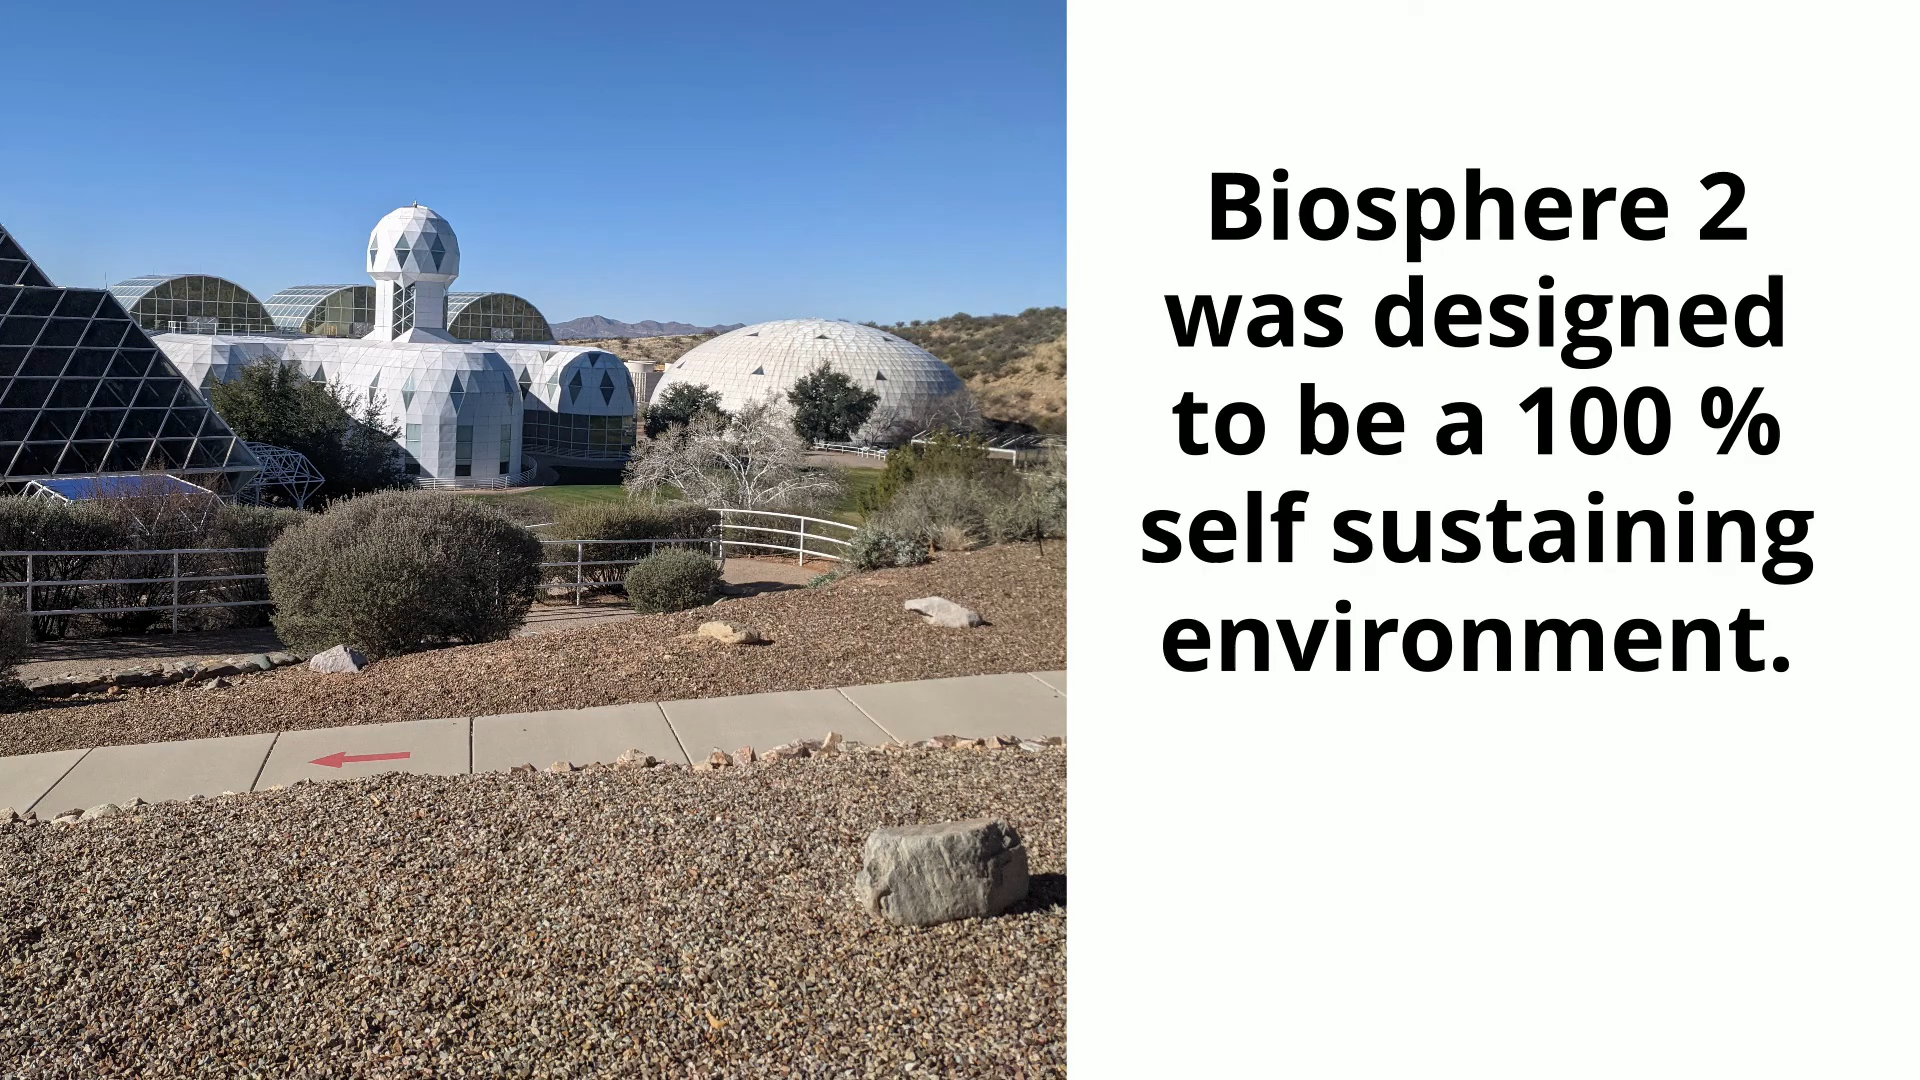 Biosphere 2
was designed
to be a 100 %
self sustaining
environment.